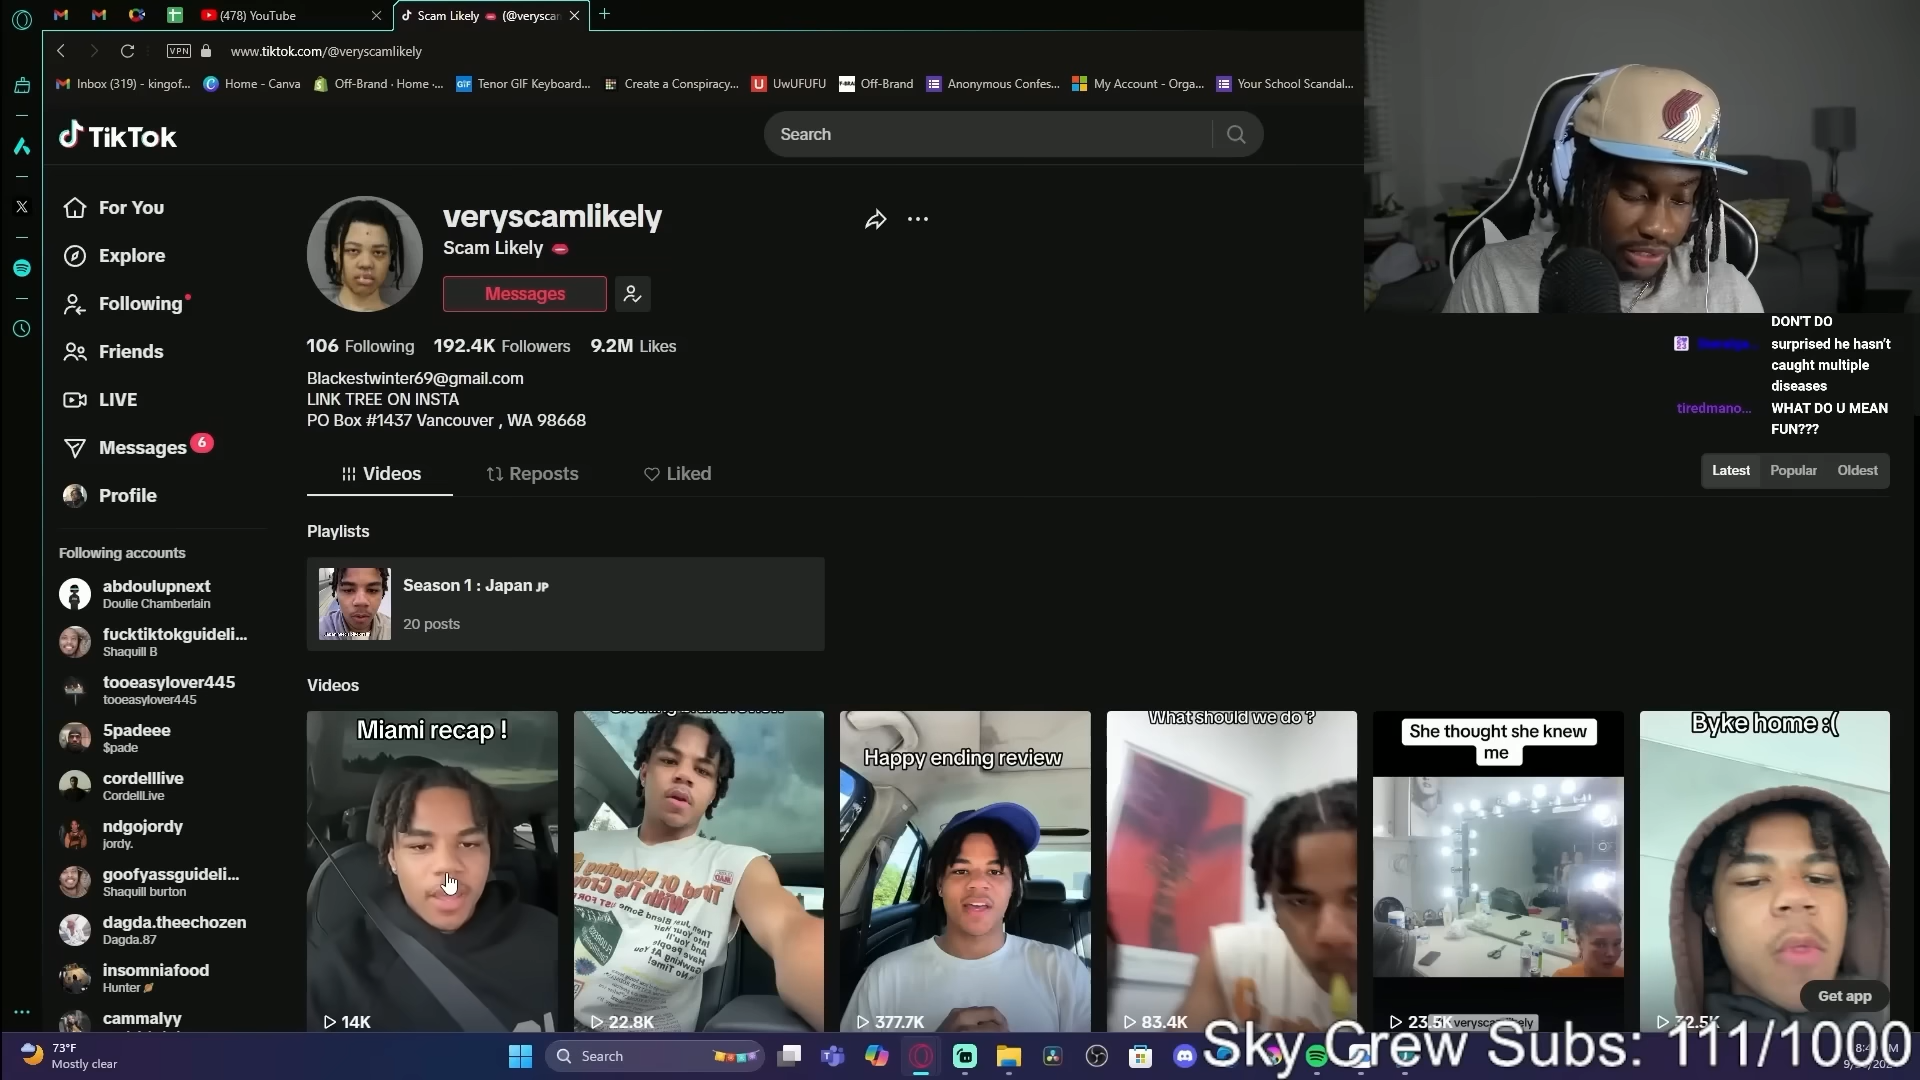 (478) YouTube
Scam Likely
www.tiktok.com/@veryscamlikely
VPN
Inbox (319) - kingof...
Home - Canva
Off-Brand · Home ·...
GIF
Tenor GIF Keyboard...
Create a Conspiracy...
UwUFUFU
Off-Brand
Anonymous Confes...
My Account - Orga...
Your School Scandal...
TikTok
Search
For You
Explore
Following
Friends
LIVE
Messages 6
Profile
Following accounts
abdoulupnext
Doulie Chamberlain
fucktiktokguideli...
Shaquill B
tooeasylover445
tooeasylover445
5padeee
$pade
cordelllive
CordellLive
ndgojordy
jordy.
goofyassguideli...
Shaquill burton
dagda.theechozen
Dagda.87
insomniafood
Hunter
cammalyy
veryscamlikely
Scam Likely
Messages
106 Following 192.4K Followers 9.2M Likes
Blackestwinter69@gmail.com
LINK TREE ON INSTA
PO Box #1437 Vancouver , WA 98668
Videos
Reposts
Liked
Latest
Popular
Oldest
Playlists
Season 1 : Japan JP
20 posts
Videos
Miami recap !
14K
22.8K
Happy ending review
377.7K
What should we do ?
83.4K
She thought she knew
me
23.5K
veryscamlikely
Byke home :(
32.5K
Get app
DON'T DO
surprised he hasn't
caught multiple
diseases
tiredmano...
WHAT DO U MEAN
FUN???
73°F
Mostly clear
Search
Sky Crew Subs: 111/1000